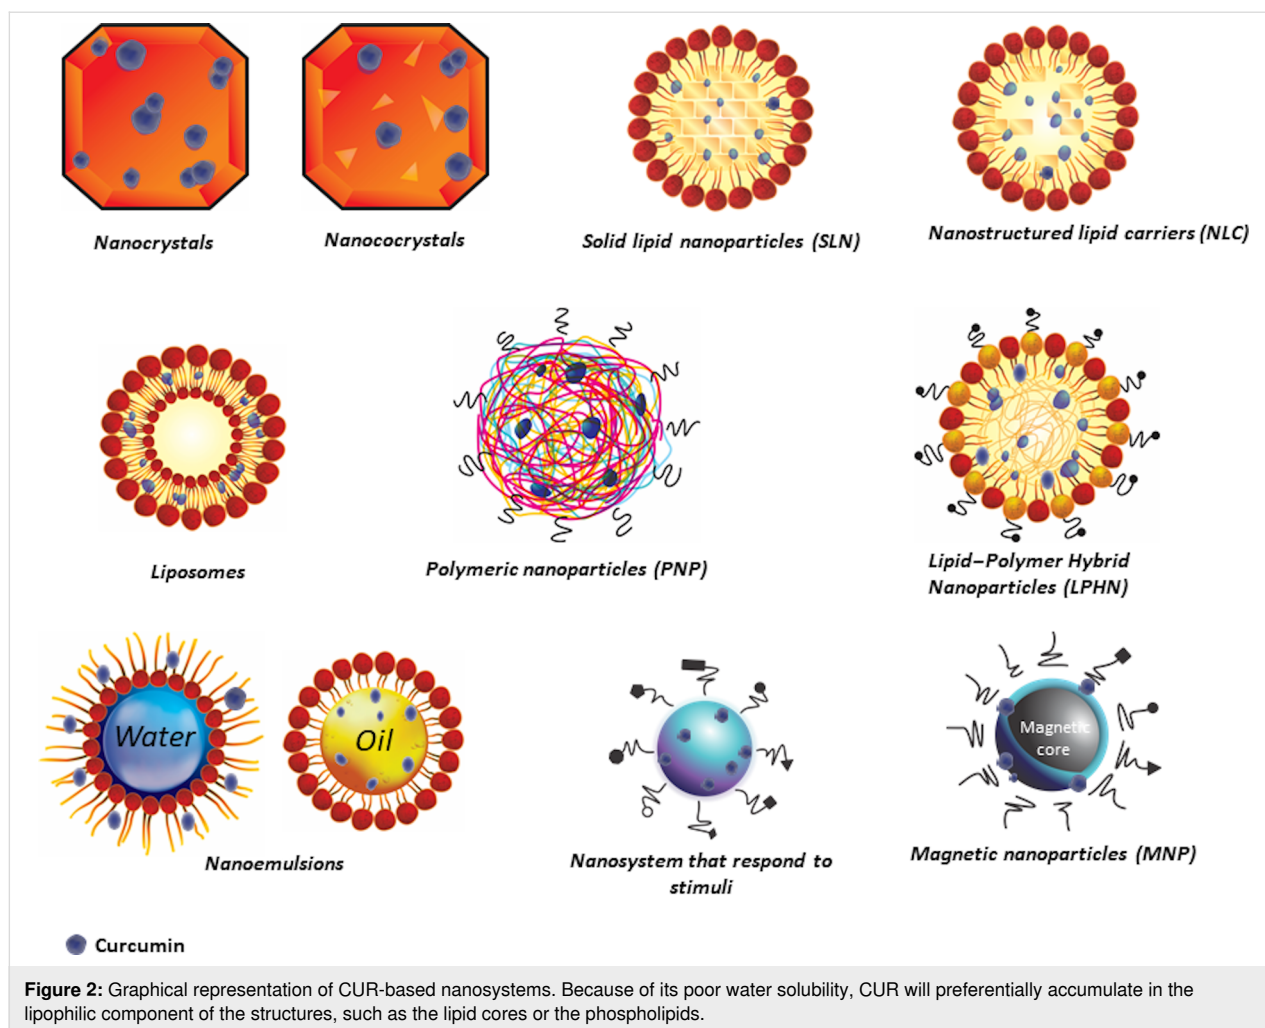 Nanocrystals
Nanococrystals
Solid lipid nanoparticles (SLN)
Nanostructured lipid carriers (NLC)
Liposomes
Polymeric nanoparticles (PNP)
Lipid–Polymer Hybrid
Nanoparticles (LPHN)
Water
Oil
Nanoemulsions
Nanosystem that respond to
stimuli
Magnetic
core
Magnetic nanoparticles (MNP)
Curcumin
Figure 2: Graphical representation of CUR-based nanosystems. Because of its poor water solubility, CUR will preferentially accumulate in the
lipophilic component of the structures, such as the lipid cores or the phospholipids.